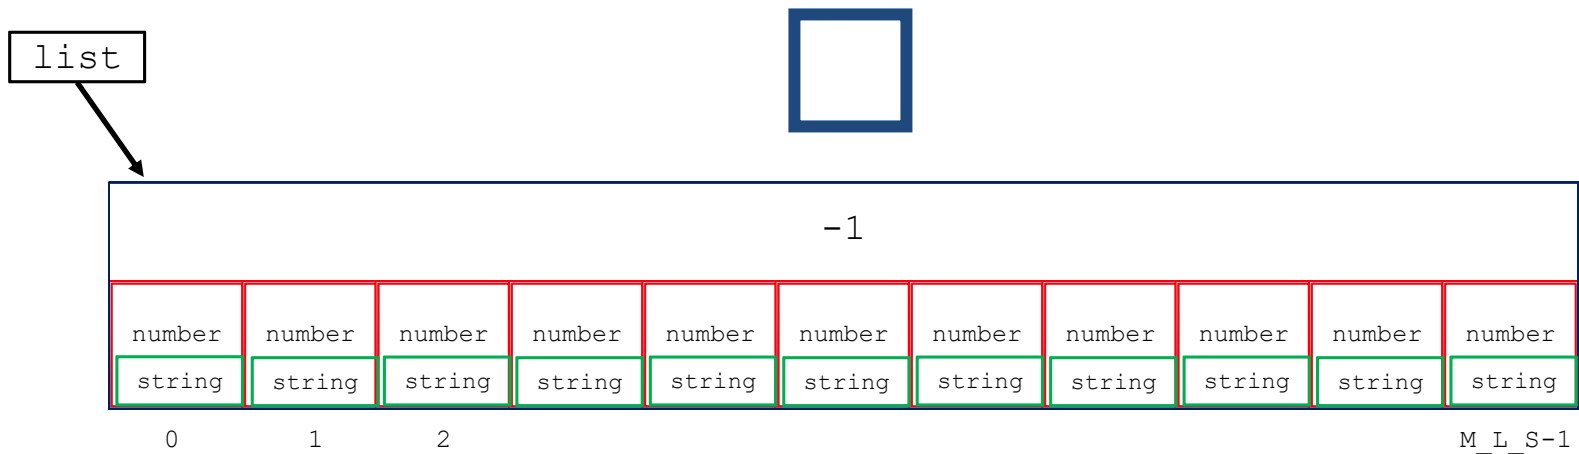 list
-1
number number number number number number number number number number number
string string string string string string string string string string string
0 1 2 M_L_S-1